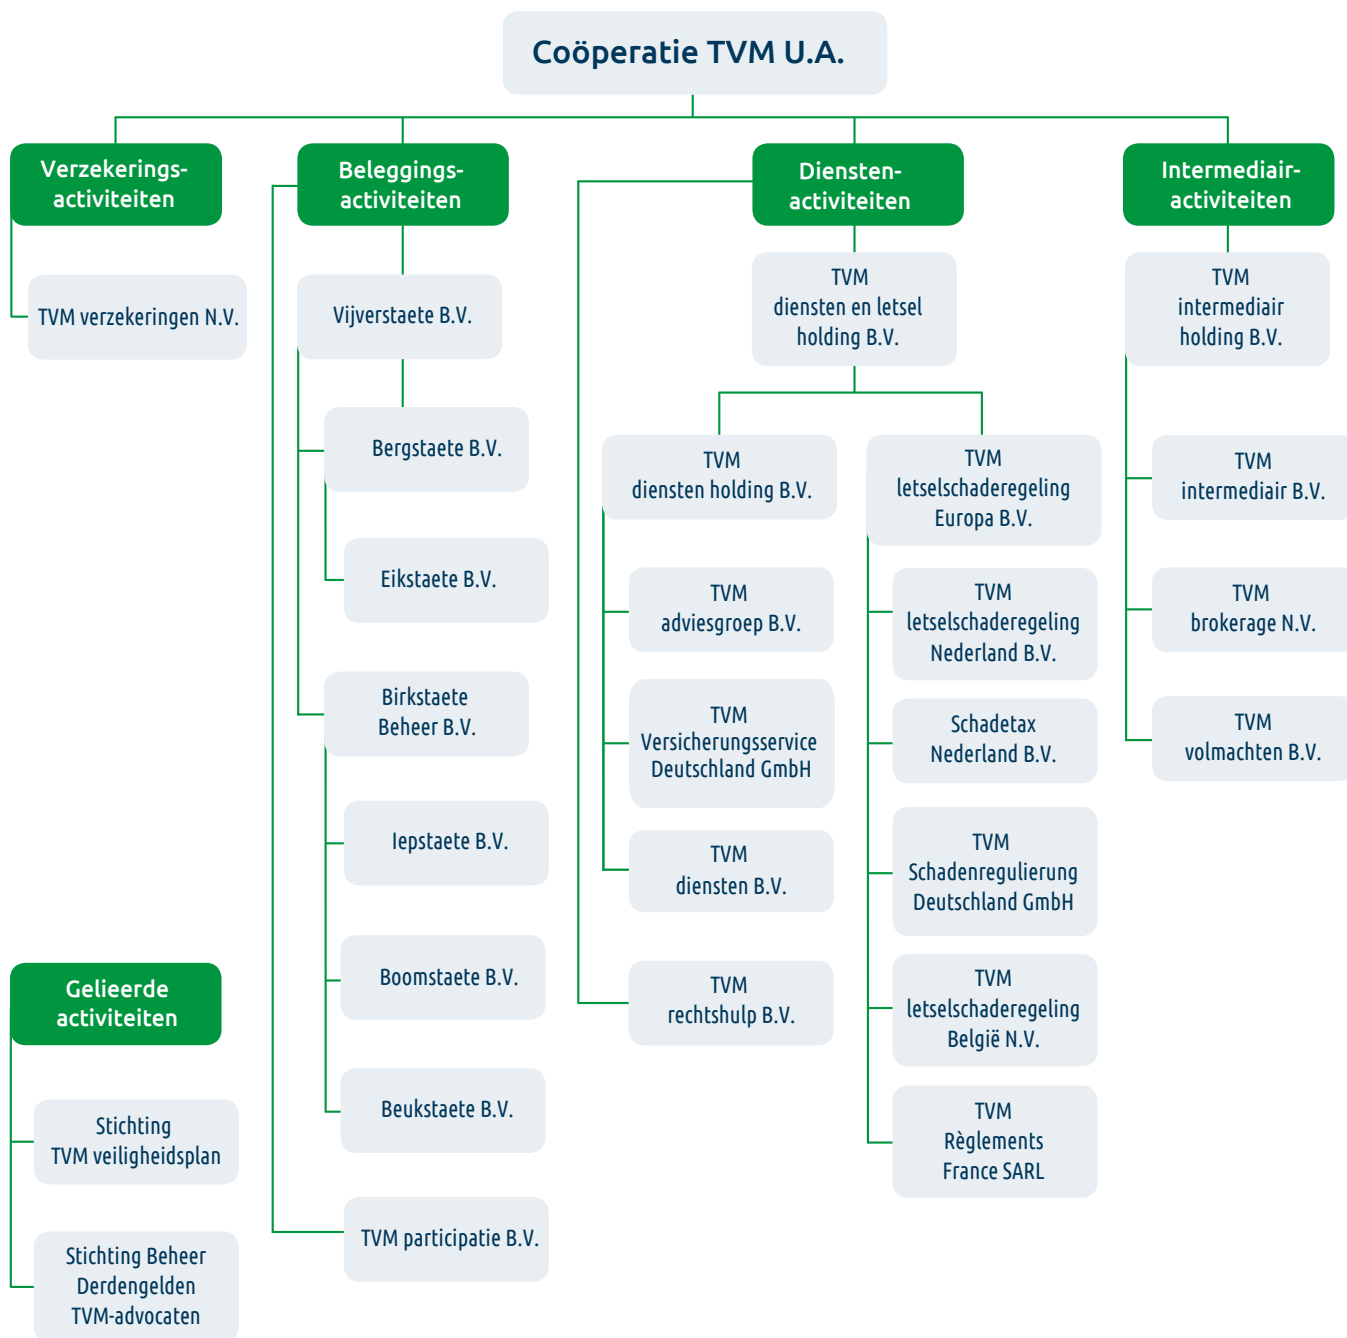 Coöperatie TVM U.A.
Verzekerings-
activiteiten
TVM verzekeringen N.V.
Beleggings-
activiteiten
Vijverstaete B.V.
Bergstaete B.V.
Eikstaete B.V.
Birkstaete
Beheer B.V.
Iepstaete B.V.
Boomstaete B.V.
Beukstaete B.V.
TVM participatie B.V.
Diensten-
activiteiten
TVM
diensten en letsel
holding B.V.
TVM
diensten holding B.V.
TVM
adviesgroep B.V.
TVM
Versicherungsservice
Deutschland GmbH
TVM
diensten B.V.
TVM
rechtshulp B.V.
TVM
letselschaderegeling
Europa B.V.
TVM
letselschaderegeling
Nederland B.V.
Schadetax
Nederland B.V.
TVM
Schadenregulierung
Deutschland GmbH
TVM
letselschaderegeling
België N.V.
TVM
Règlements
France SARL
Intermediair-
activiteiten
TVM
intermediair
holding B.V.
TVM
intermediair B.V.
TVM
brokerage N.V.
TVM
volmachten B.V.
Gelieerde
activiteiten
Stichting
TVM veiligheidsplan
Stichting Beheer
Derdengelden
TVM-advocaten